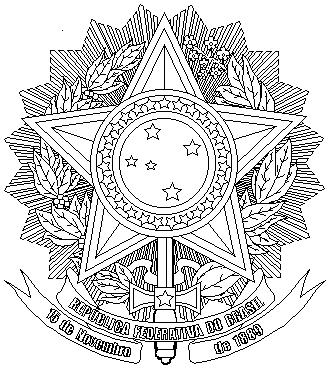 REPÚBLICA FEDERATIVA DO BRASIL
15 de Novembro
de 1889